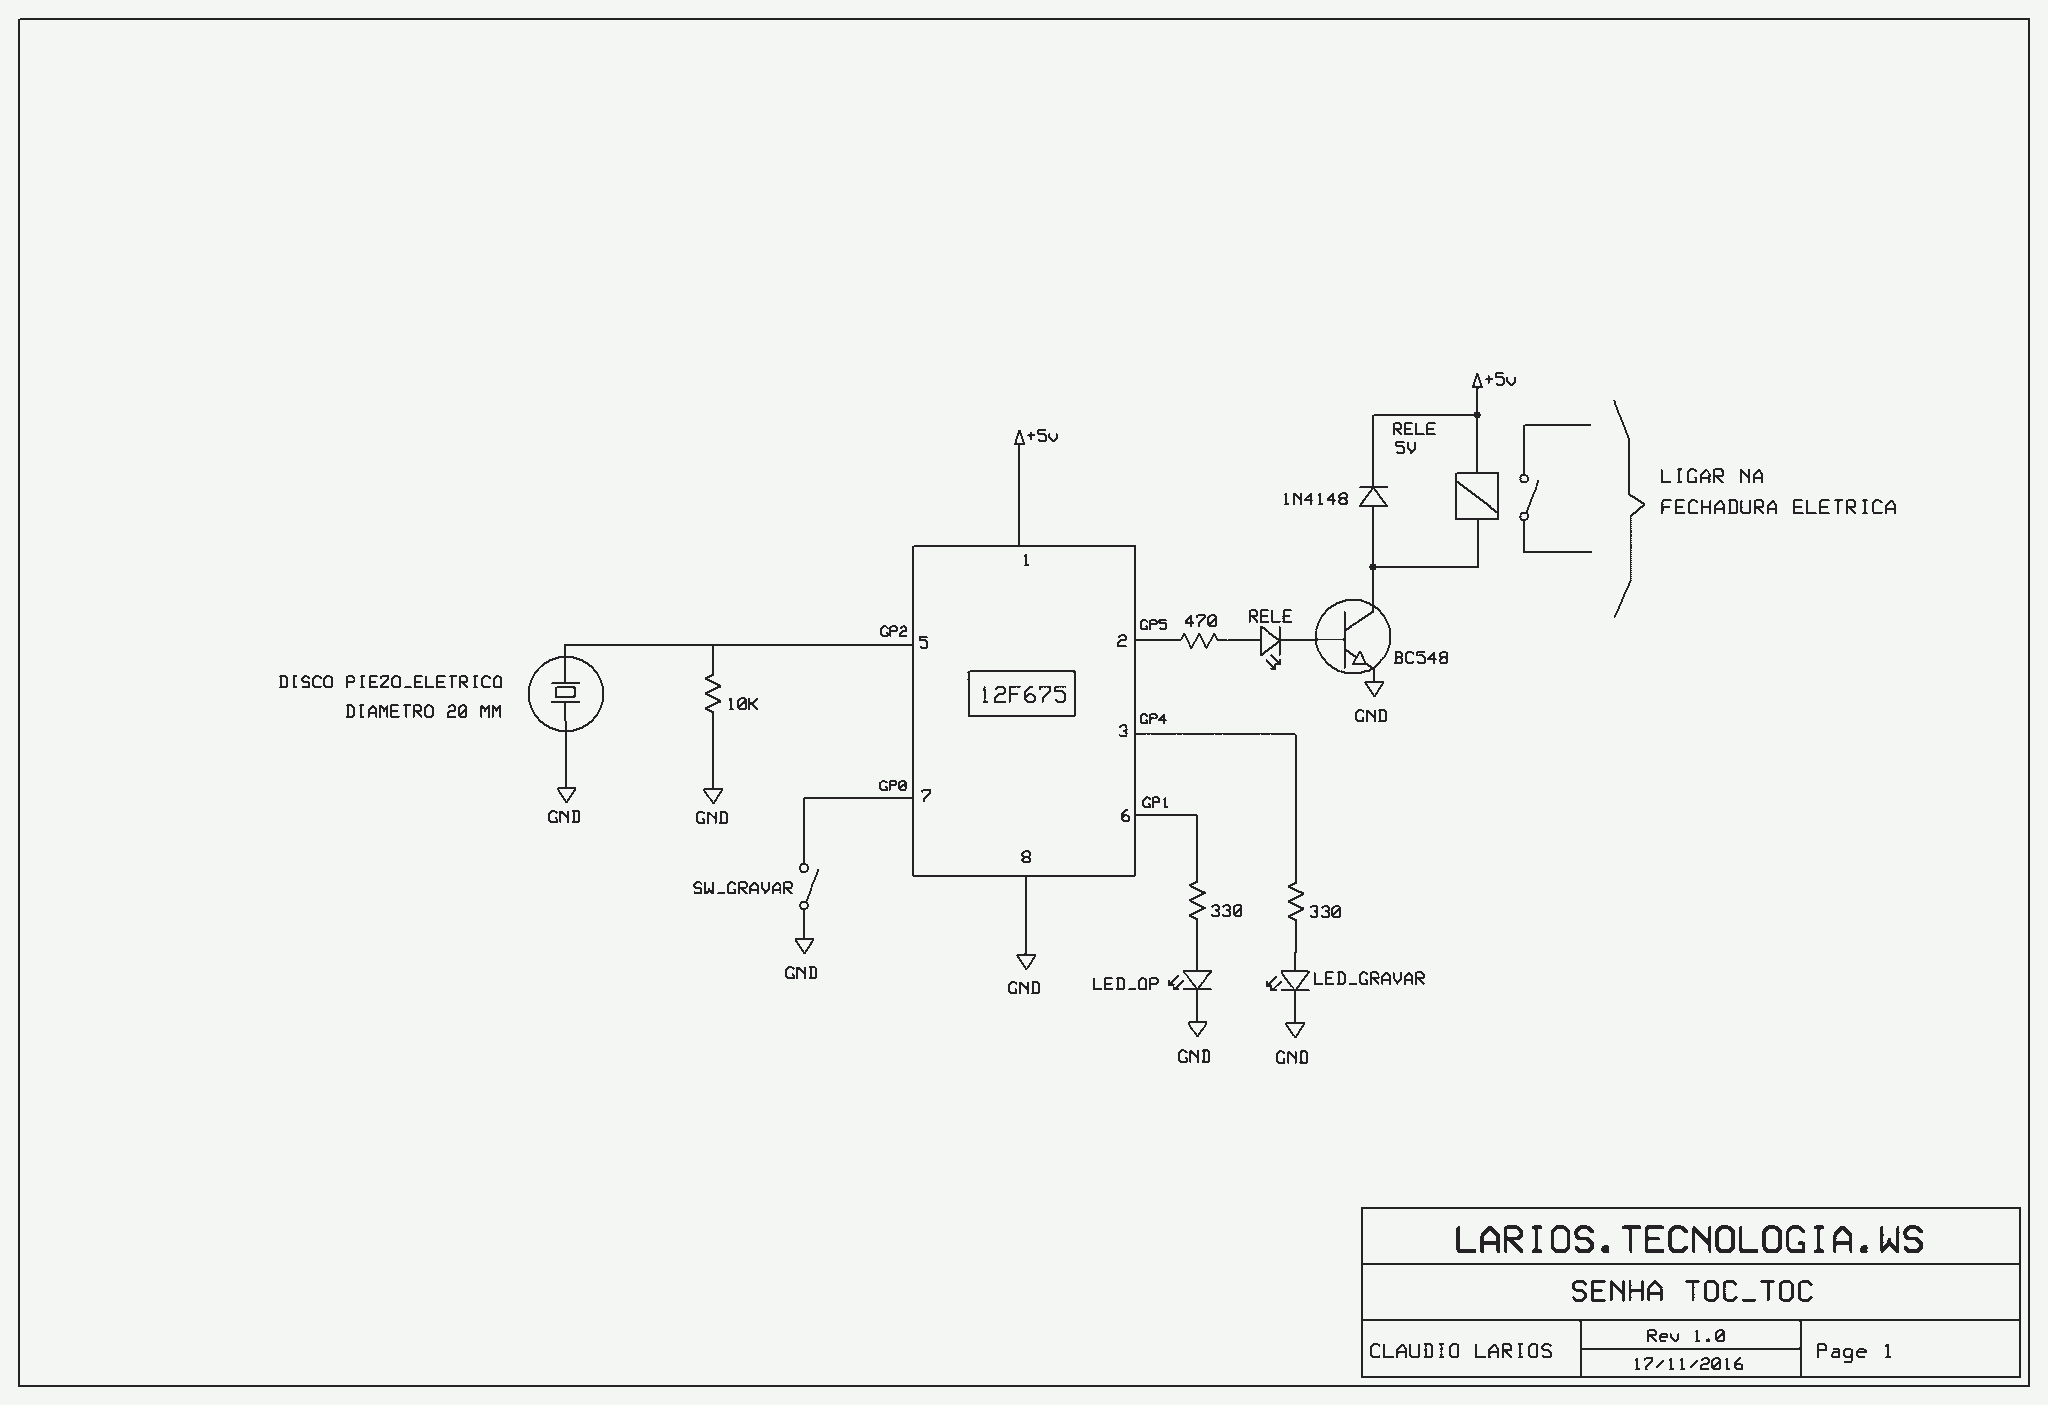 +5v
+5v
RELE
5V
1N4148
LIGAR NA
FECHADURA ELETRICA
1
GP2
5
GP5
2
470
RELE
BC548
GND
DISCO PIEZO_ELETRICO
DIAMETRO 20 MM
10K
12F675
GP4
3
GND
GND
GP0
7
GP1
6
8
SW_GRAVAR
GND
GND
330
330
LED_OP
LED_GRAVAR
GND
GND
LARIOS.TECNOLOGIA.WS
SENHA TOC_TOC
CLAUDIO LARIOS
Rev 1.0
17/11/2016
Page 1